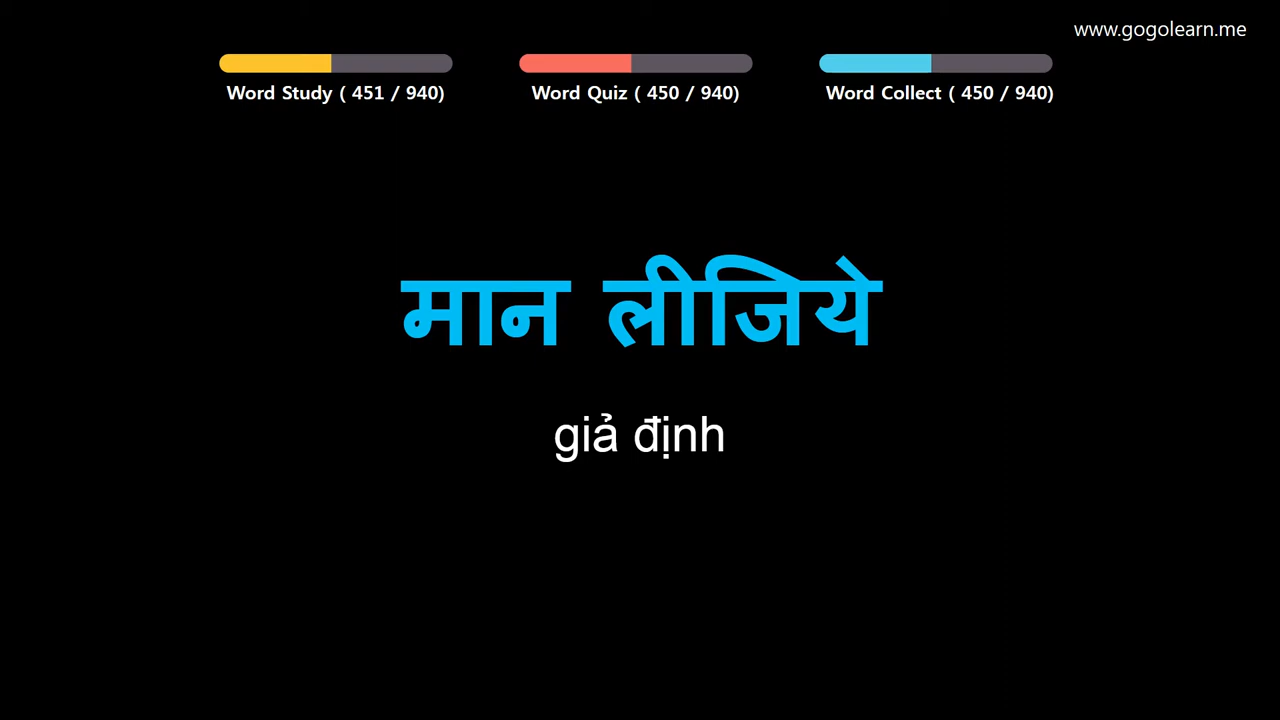 www.gogolearn.me
Word Study ( 451 / 940)
Word Quiz ( 450 / 940)
Word Collect ( 450 / 940)
मान लीजिये
giả định